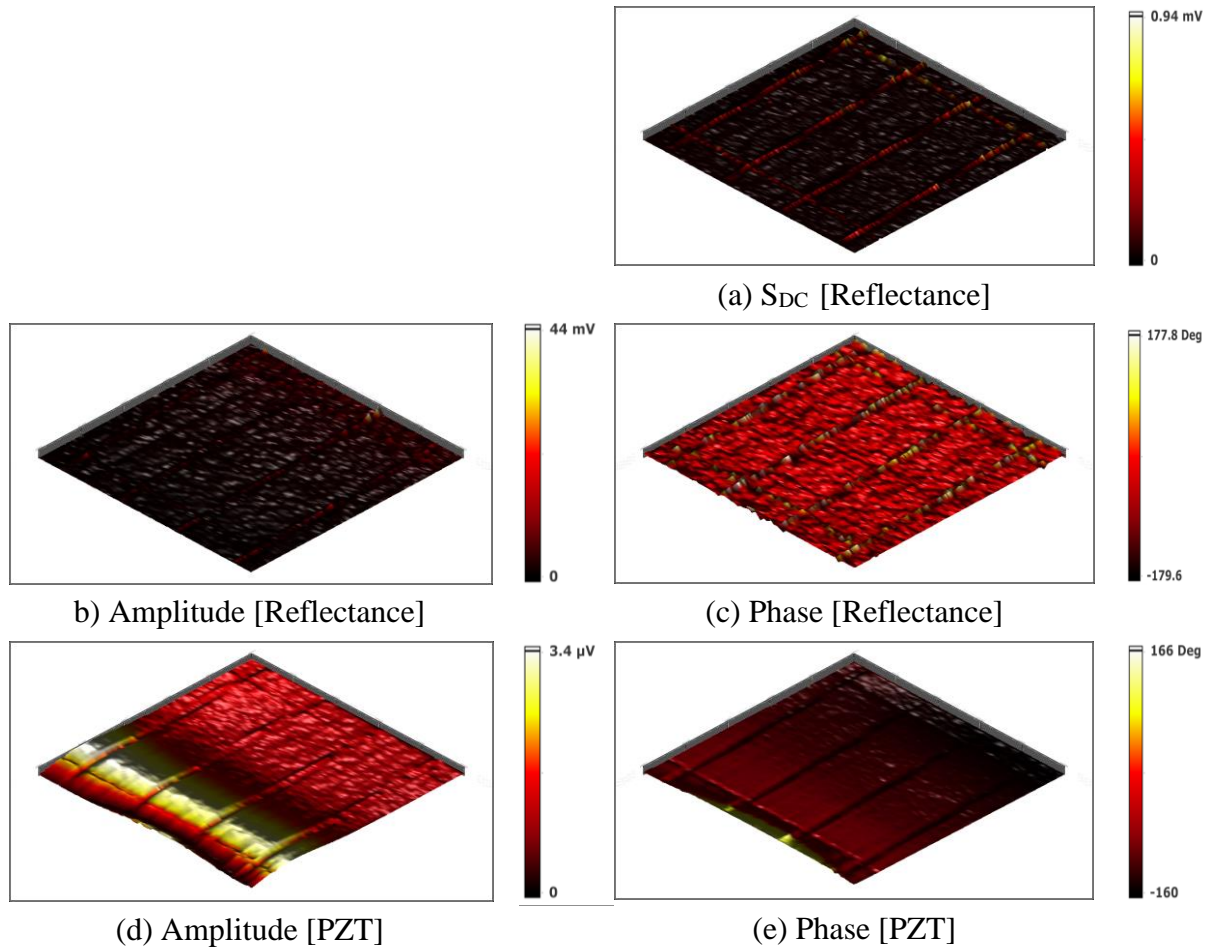 0.94 mV
0
(a) SDC [Reflectance]
44 mV
0
177.8 Deg
-179.6
b) Amplitude [Reflectance]
(c) Phase [Reflectance]
3.4 µV
0
166 Deg
-160
(d) Amplitude [PZT]
(e) Phase [PZT]